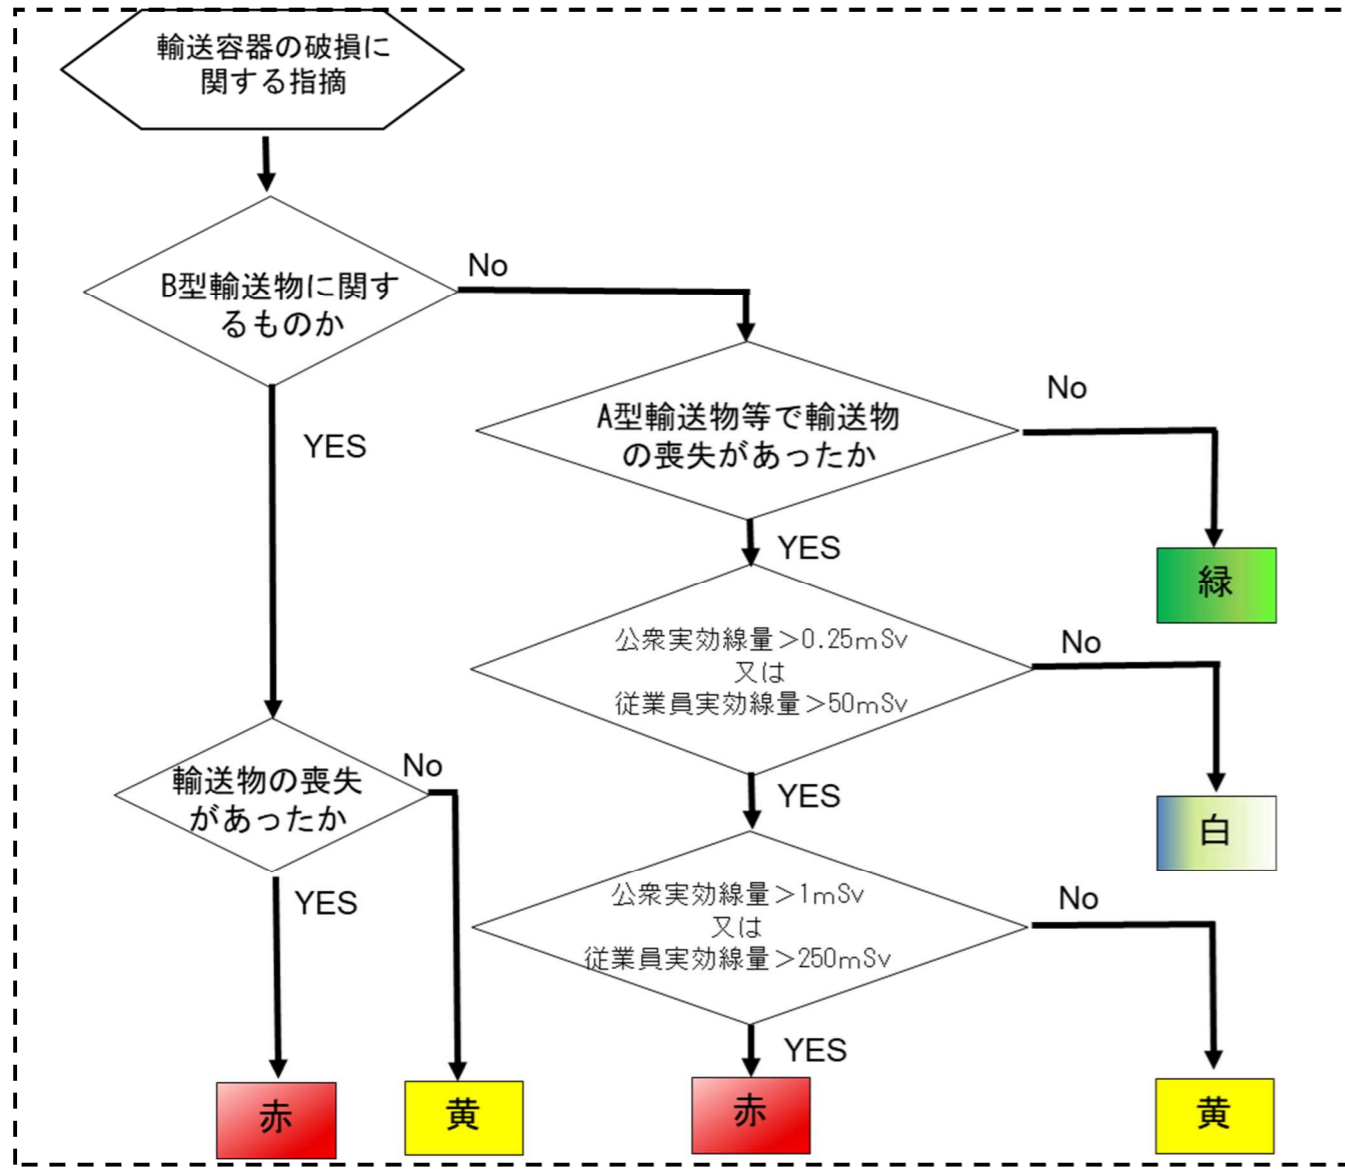 輸送容器の破損に
関する指摘
B型輸送物に関す
るものか
No
YES
A型輸送物等で輸送物
の喪失があったか
No
緑
YES
公衆実効線量＞0.25mSv
又は
従業員実効線量＞50mSv
No
白
YES
輸送物の喪失
があったか
No
YES
公衆実効線量＞1mSv
又は
従業員実効線量＞250mSv
No
YES
赤
黄
赤
黄